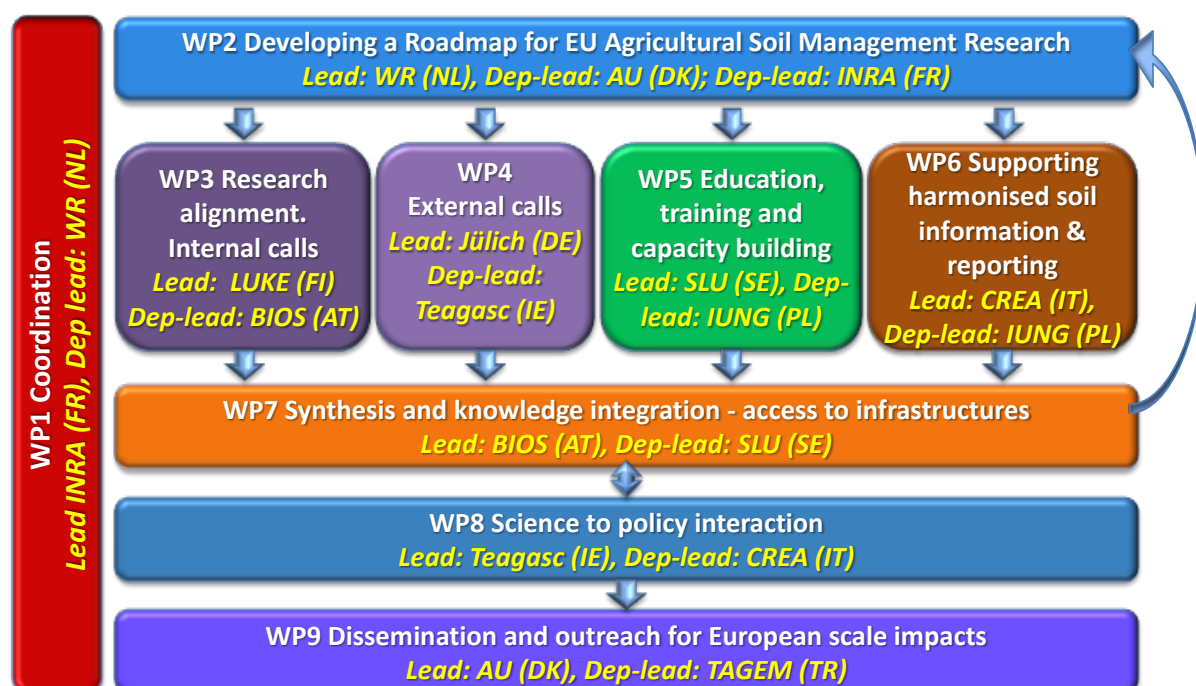 WP1 Coordination
Lead INRA (FR), Dep lead: WR (NL)
WP2 Developing a Roadmap for EU Agricultural Soil Management Research
Lead: WR (NL), Dep-lead: AU (DK); Dep-lead: INRA (FR)
WP3 Research
alignment.
Internal calls
Lead: LUKE (FI)
Dep-lead: BIOS (AT)
WP4
External calls
Lead: Jülich (DE)
Dep-lead:
Teagasc (IE)
WP5 Education,
training and
capacity building
Lead: SLU (SE), Dep-
lead: IUNG (PL)
WP6 Supporting
harmonised soil
information &
reporting
Lead: CREA (IT),
Dep-lead: IUNG (PL)
WP7 Synthesis and knowledge integration - access to infrastructures
Lead: BIOS (AT), Dep-lead: SLU (SE)
WP8 Science to policy interaction
Lead: Teagasc (IE), Dep-lead: CREA (IT)
WP9 Dissemination and outreach for European scale impacts
Lead: AU (DK), Dep-lead: TAGEM (TR)